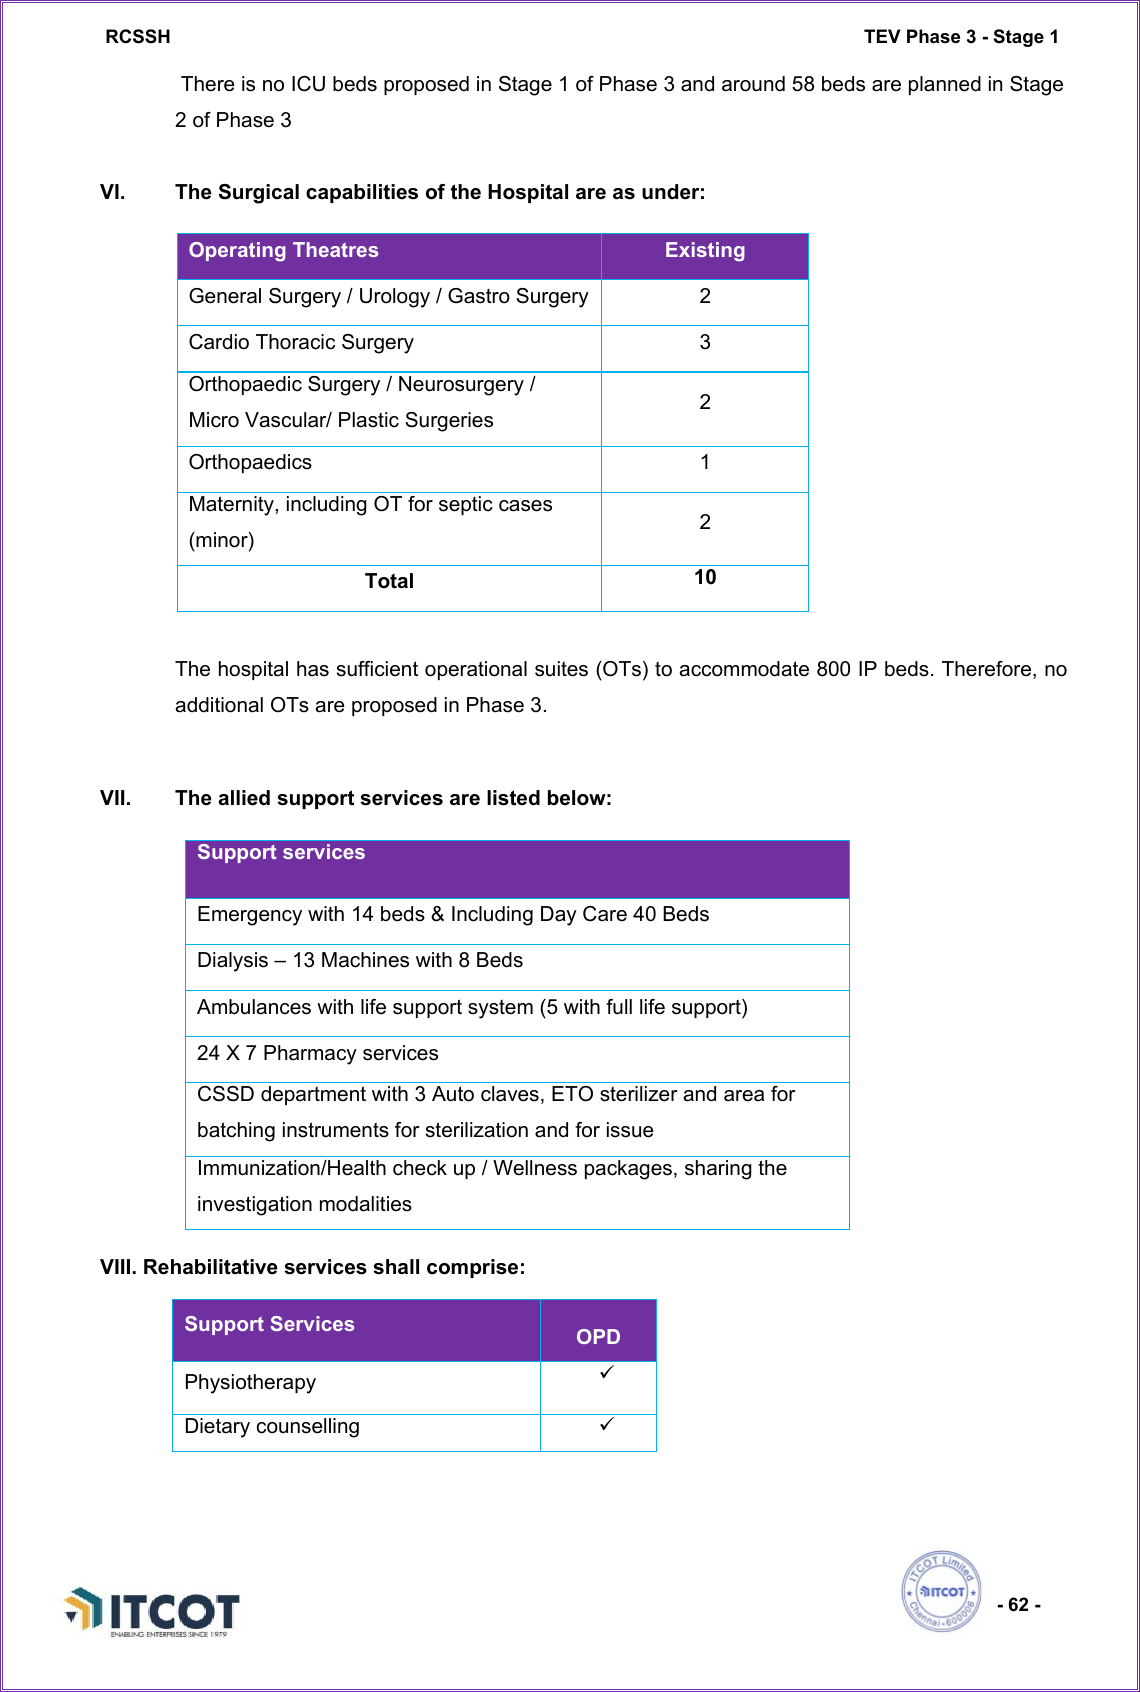 RCSSH TEV Phase 3 - Stage 1
There is no ICU beds proposed in Stage 1 of Phase 3 and around 58 beds are planned in Stage
2 of Phase 3
VI. The Surgical capabilities of the Hospital are as under:
Operating Theatres Existing
General Surgery / Urology / Gastro Surgery 2
Cardio Thoracic Surgery 3
Orthopaedic Surgery / Neurosurgery /
Micro Vascular/ Plastic Surgeries 2
Orthopaedics 1
Maternity, including OT for septic cases
(minor) 2
Total 10
The hospital has sufficient operational suites (OTs) to accommodate 800 IP beds. Therefore, no
additional OTs are proposed in Phase 3.
VII. The allied support services are listed below:
Support services
Emergency with 14 beds & Including Day Care 40 Beds
Dialysis – 13 Machines with 8 Beds
Ambulances with life support system (5 with full life support)
24 X 7 Pharmacy services
CSSD department with 3 Auto claves, ETO sterilizer and area for
batching instruments for sterilization and for issue
Immunization/Health check up / Wellness packages, sharing the
investigation modalities
VIII. Rehabilitative services shall comprise:
Support Services OPD
Physiotherapy ✓
Dietary counselling ✓
ITCOT
ENABLING ENTERPRISES SINCE 1979
ITCOT Limited
ITCOT
Chennai-600006
- 62 -